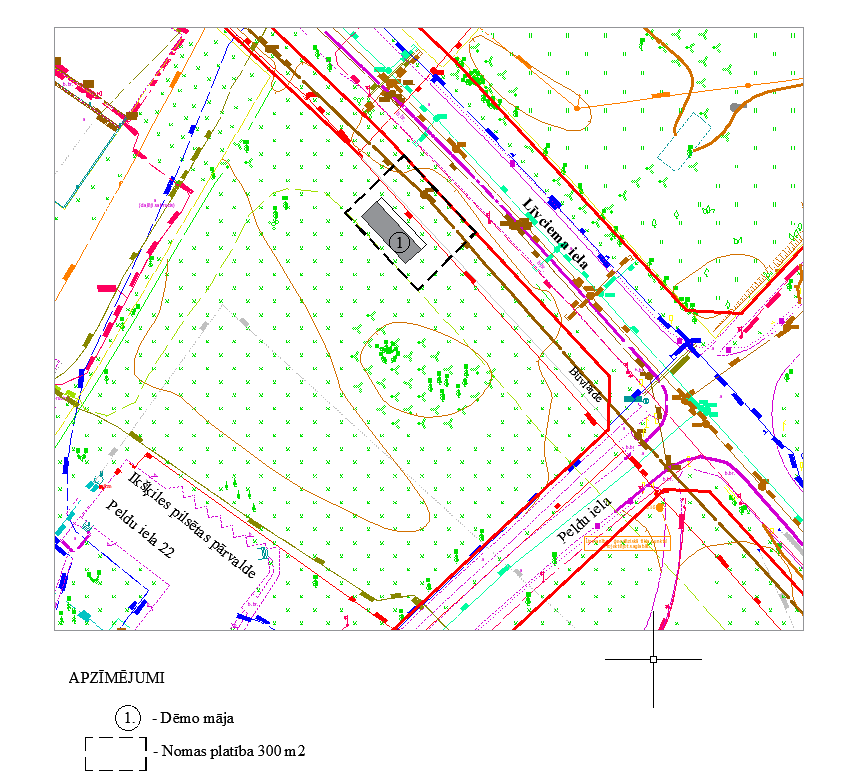 Līvciema iela
1
Būvlaide
Ikšķiles pilsētas pārvalde
Peldu iela 22
Peldu iela
APZĪMĒJUMI
1. - Dēmo māja
- Nomas platība 300 m2